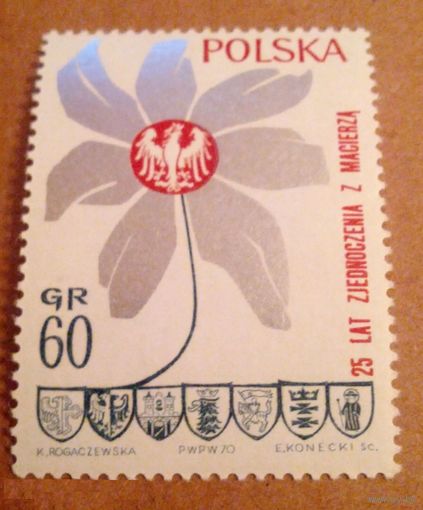 POLSKA
25 LAT ZJEDNOCZENIA Z MACIERZĄ
GR
60
K. ROGACZEWSKA PWPW 70 E. KONECKI SC.